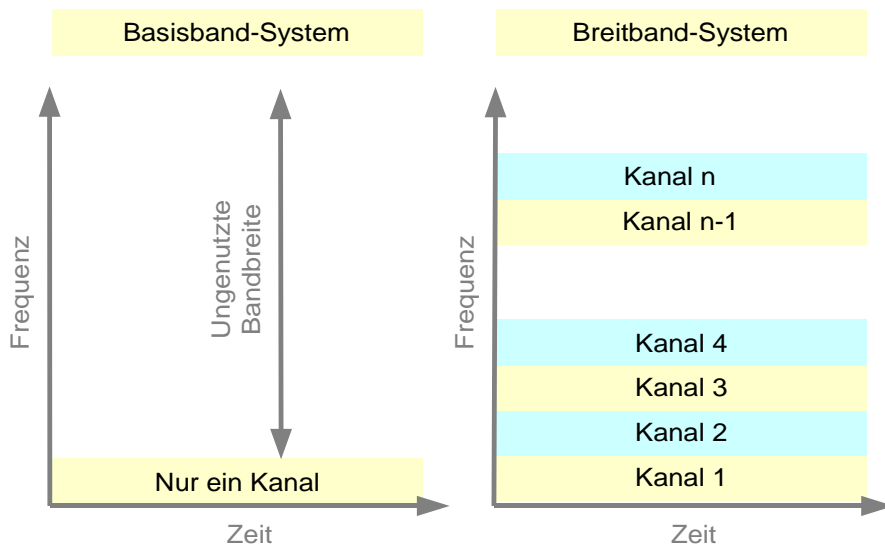 Basisband-System
Frequenz
Ungenutzte
Bandbreite
Nur ein Kanal
Zeit
Breitband-System
Frequenz
Kanal n
Kanal n-1
Kanal 4
Kanal 3
Kanal 2
Kanal 1
Zeit